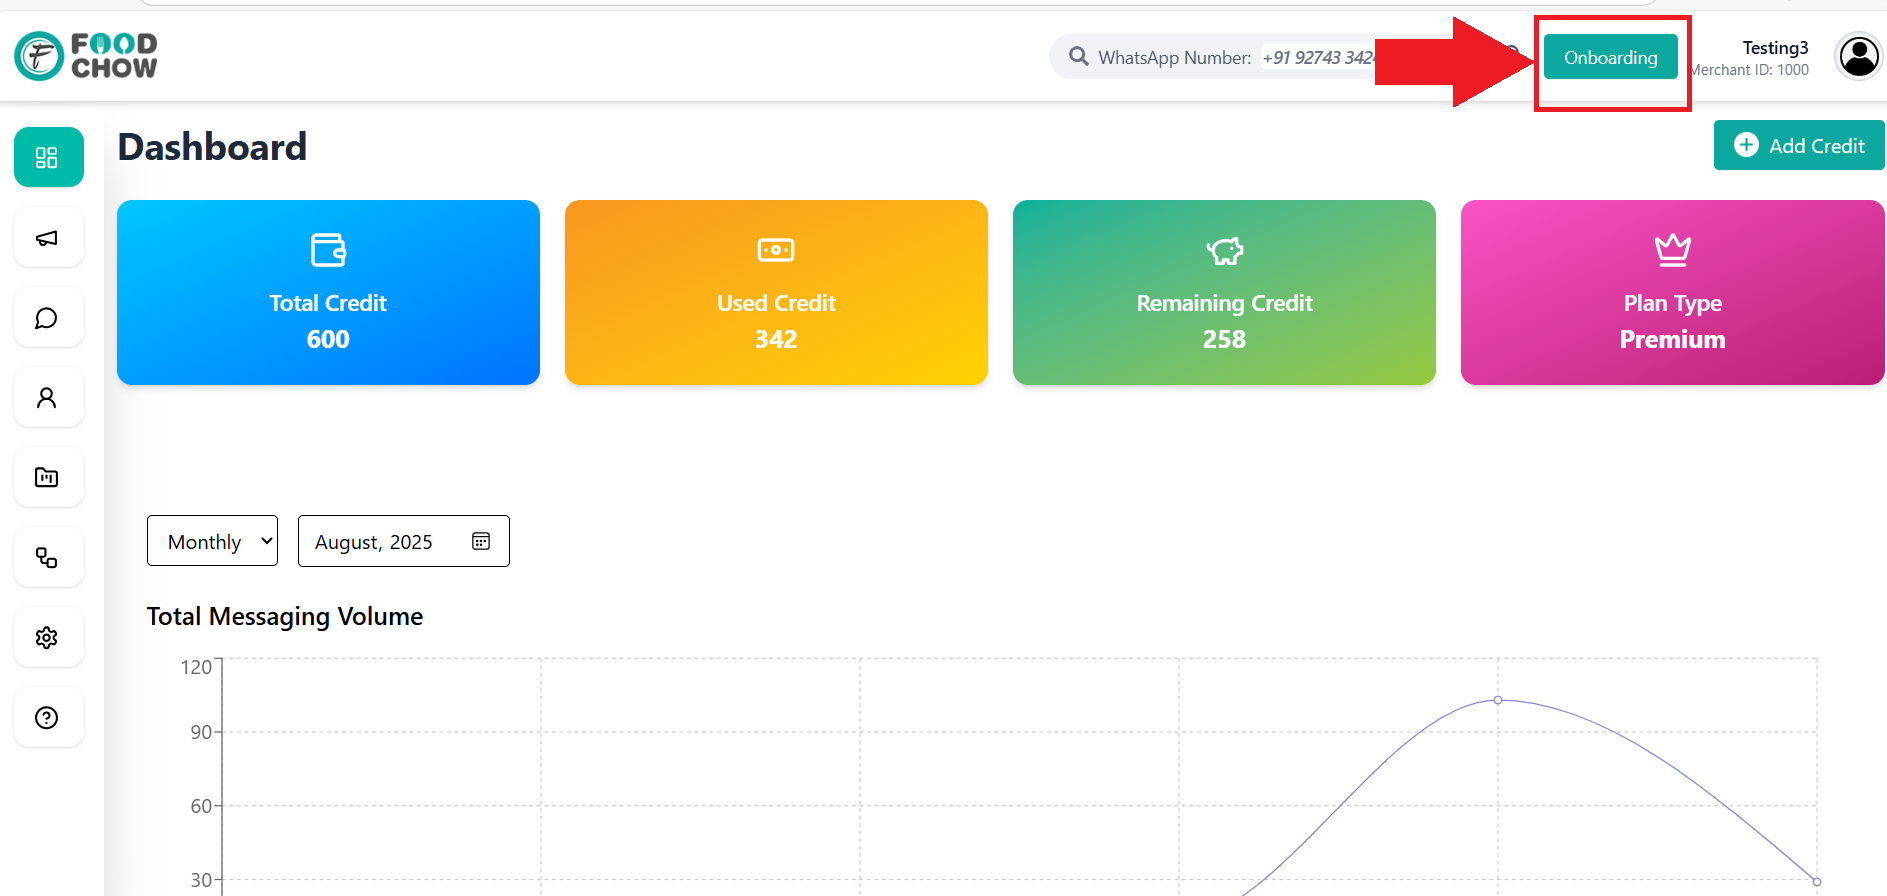 FOOD
CHOW
WhatsApp Number: +91 92743 342
Onboarding
Testing3
Merchant ID: 1000
Dashboard
Add Credit
Total Credit
600
Used Credit
342
Remaining Credit
258
Plan Type
Premium
Monthly
August, 2025
Total Messaging Volume
120
90
60
30